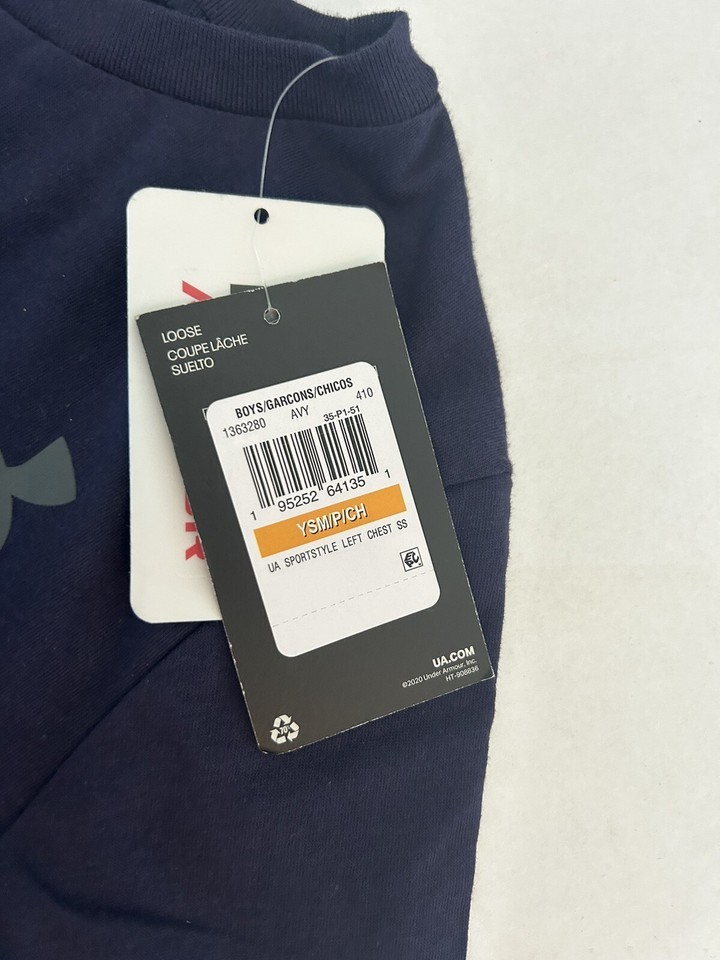 LOOSE
COUPE LÂCHE
SUELTO
BOYS/GARCONS/CHICOS
1363280 AVY 410
35-P1-51
1 95252 64135 1
YSM/P/CH
UA SPORTSTYLE LEFT CHEST SS
UA.COM
©2020 Under Armour, Inc.
HT-908836